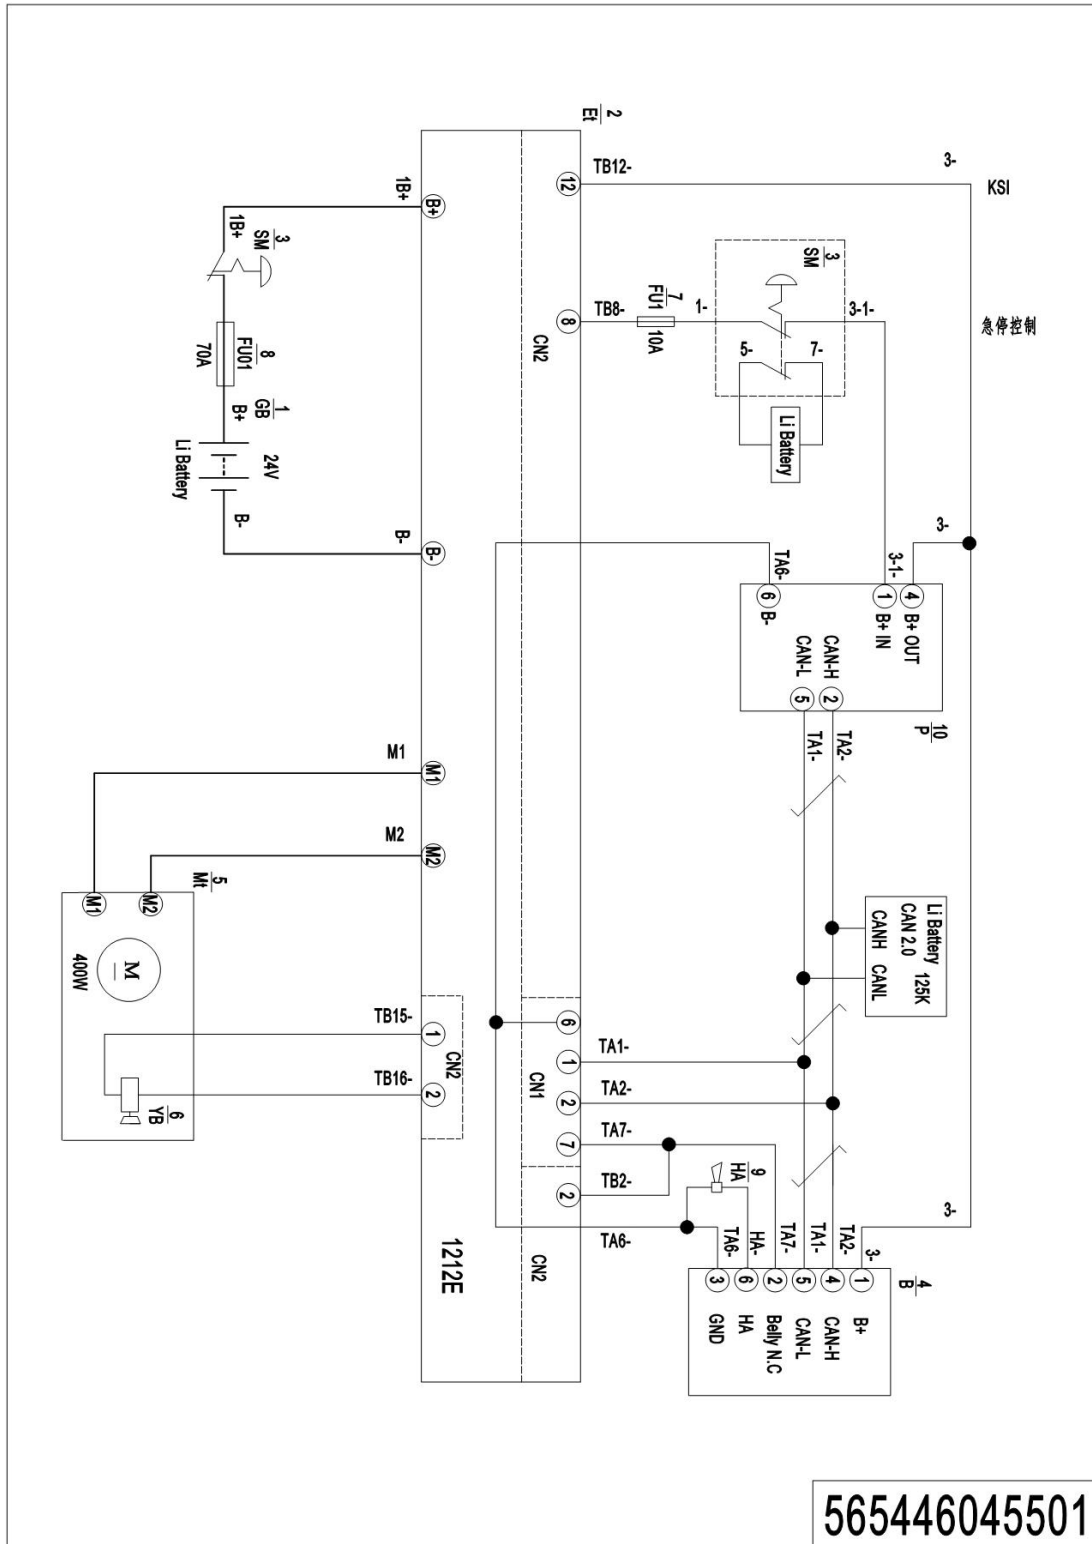 2
Et
TB12-
3-
KSI
12
1B+
B+
1B+
3
SM
3
SM
7
FU1
10A
1-
3-1-
TB8-
8
急停控制
CN2
5-
7-
Li Battery
8
FU01
70A
1
GB
B+
24V
Li Battery
B-
B-
B-
3-
3-1-
TA6-
6
B-
1
B+ IN
4
B+ OUT
CAN-H
CAN-L
2
5
10
P
TA2-
TA1-
M1
M1
M2
M2
5
Mt
M1
M2
M
400W
Li Battery
CAN 2.0
125K
CANH
CANL
TB15-
1
CN2
TB16-
2
6
YB
6
TA1-
1
CN1
TA2-
2
TA7-
7
TB2-
2
9
HA
TA6-
3-
TA6-
HA-
TA7-
TA1-
TA2-
3-
1212E
CN2
4
B
3
6
2
5
4
1
GND
HA
Belly N.C
CAN-L
CAN-H
B+
565446045501